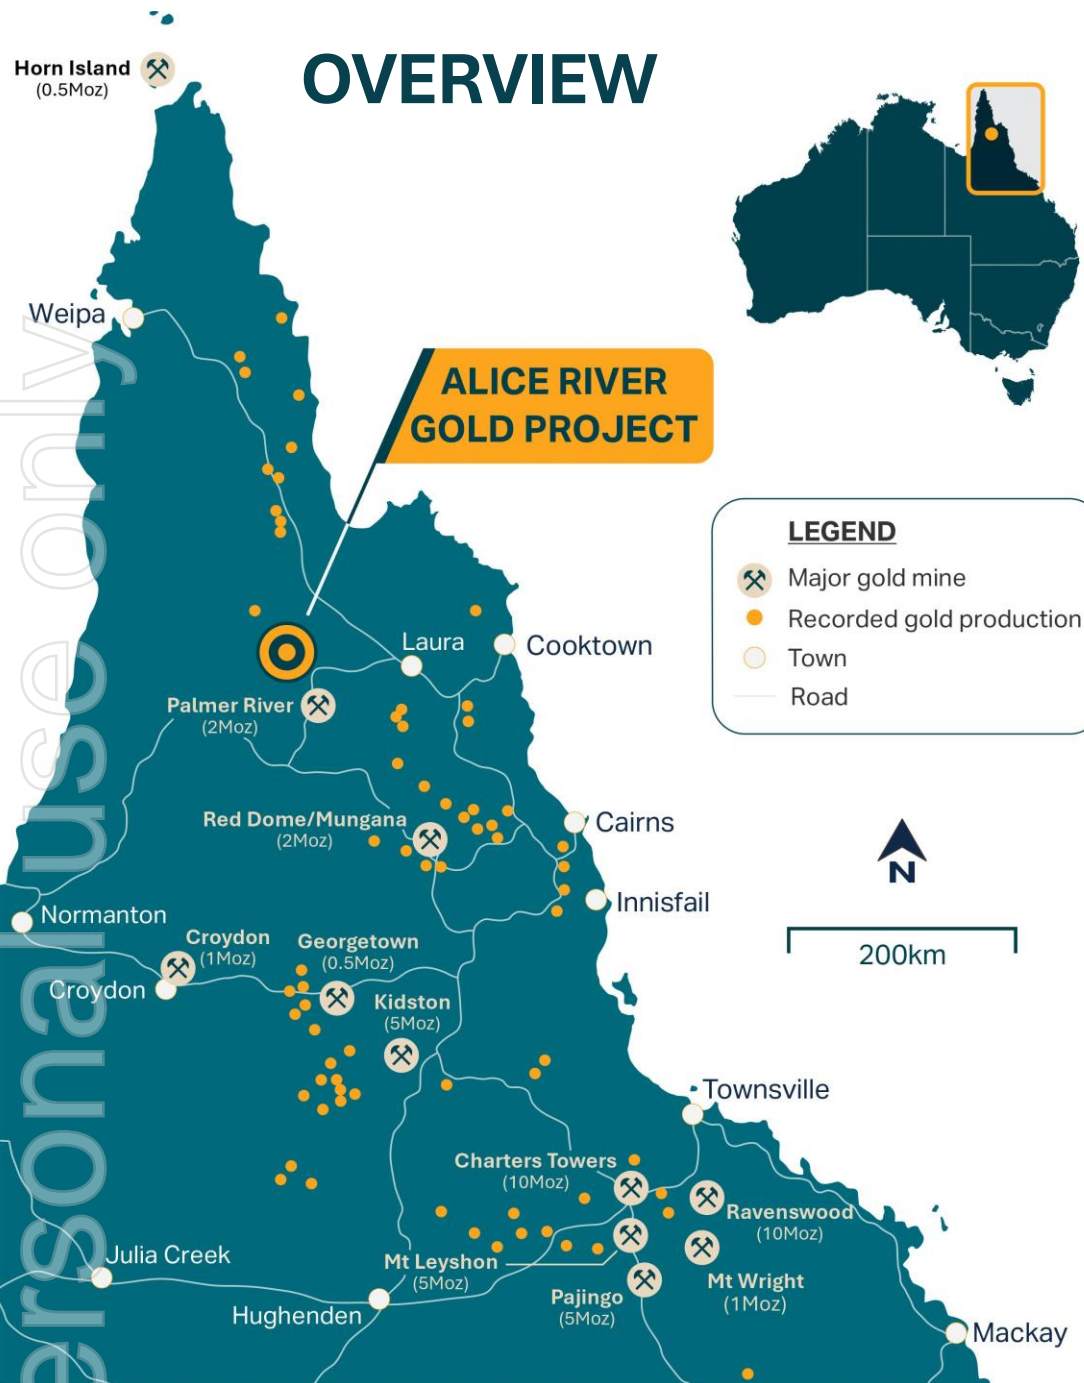 OVERVIEW
Horn Island
(0.5Moz)
Weipa
ALICE RIVER
GOLD PROJECT
LEGEND
Major gold mine
Recorded gold production
Town
Road
Laura
Cooktown
Palmer River
(2Moz)
Red Dome/Mungana
(2Moz)
Cairns
N
Innisfail
200km
Normanton
Croydon
(1Moz)
Georgetown
(0.5Moz)
Croydon
Kidston
(5Moz)
Townsville
Charters Towers
(10Moz)
Ravenswood
(10Moz)
Mt Leyshon
(5Moz)
Mt Wright
(1Moz)
Pajingo
(5Moz)
Julia Creek
Hughenden
Mackay
ersonal use only